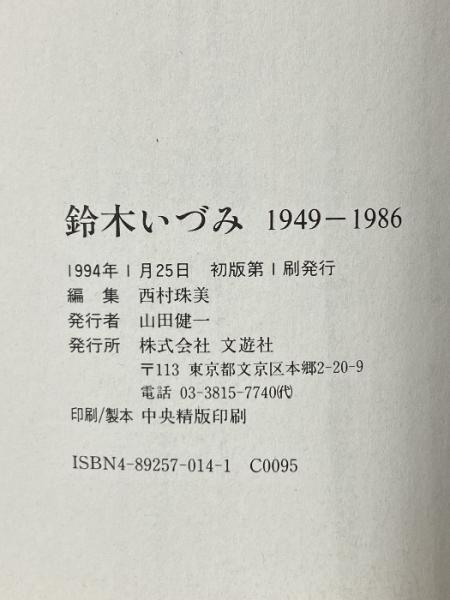 鈴木いづみ 1949－1986
1994年1月25日 初版第1刷発行
編 集 西村珠美
発行者 山田健一
発行所 株式会社 文遊社
〒113 東京都文京区本郷2-20-9
電話 03-3815-7740㈹
印刷/製本 中央精版印刷
ISBN4-89257-014-1 C0095